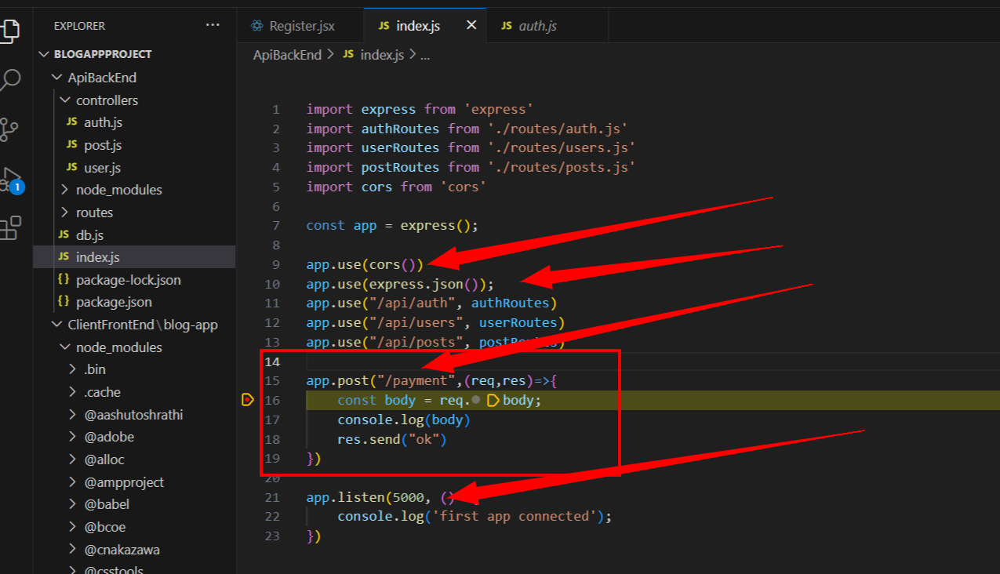 EXPLORER
Register.jsx
JS index.js
JS auth.js
BLOGAPPPROJECT
ApiBackEnd > JS index.js > ...
ApiBackEnd
controllers
JS auth.js
JS post.js
JS user.js
node_modules
routes
JS db.js
JS index.js
{} package-lock.json
{} package.json
ClientFrontEnd\blog-app
node_modules
.bin
.cache
@aashutoshrathi
@adobe
@alloc
@ampproject
@babel
@bcoe
@cnakazawa
@csstools
1
1 import express from 'express'
2 import authRoutes from './routes/auth.js'
3 import userRoutes from './routes/users.js'
4 import postRoutes from './routes/posts.js'
5 import cors from 'cors'
6
7 const app = express();
8
9 app.use(cors())
10 app.use(express.json());
11 app.use("/api/auth", authRoutes)
12 app.use("/api/users", userRoutes)
13 app.use("/api/posts", postRoutes)
14
15 app.post("/payment",(req,res)=>{
16 const body = req.body;
17 console.log(body)
18 res.send("ok")
19 })
20
21 app.listen(5000, ()
22 console.log('first app connected');
23 })